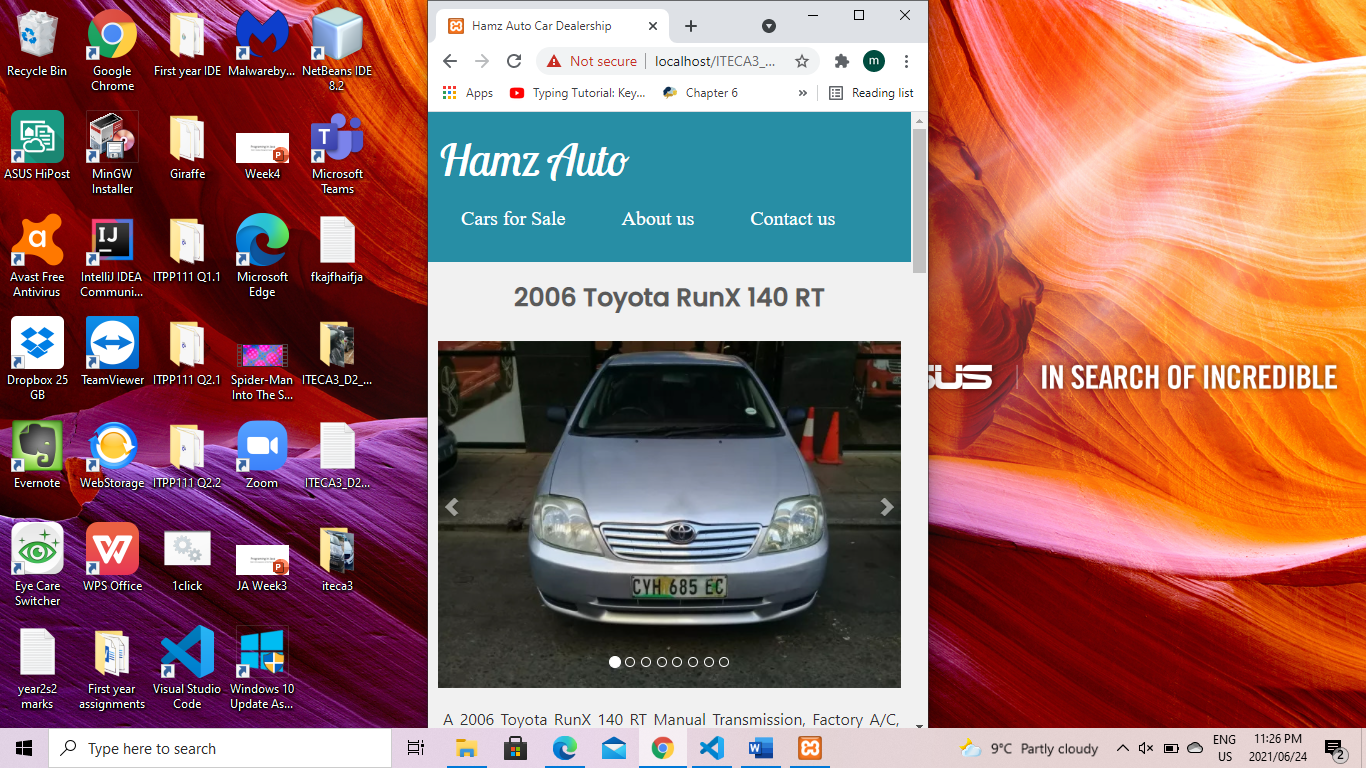 Recycle Bin
Google
Chrome
First year IDE
Malwareby...
NetBeans IDE
8.2
ASUS HiPost
MinGW
Installer
Giraffe
Week4
Microsoft
Teams
Avast Free
Antivirus
IntelliJ IDEA
Communi...
ITPP111 Q1.1
Microsoft
Edge
fkajfhaifja
Dropbox 25
GB
TeamViewer
ITPP111 Q2.1
Spider-Man
Into The S...
ITECA3_D2_...
Evernote
WebStorage
ITPP111 Q2.2
Zoom
ITECA3_D2...
Eye Care
Switcher
WPS Office
1click
JA Week3
iteca3
year2s2
marks
First year
assignments
Visual Studio
Code
Windows 10
Update As...
Hamz Auto Car Dealership
Not secure
localhost/ITECA3_...
m
Apps
Typing Tutorial: Key...
Chapter 6
»
Reading list
Hamz Auto
Cars for Sale
About us
Contact us
2006 Toyota RunX 140 RT
CYH 685 EC
A 2006 Toyota RunX 140 RT Manual Transmission, Factory A/C,
IN SEARCH OF INCREDIBLE
Type here to search
9°C Partly cloudy
ENG
US
11:26 PM
2021/06/24
2